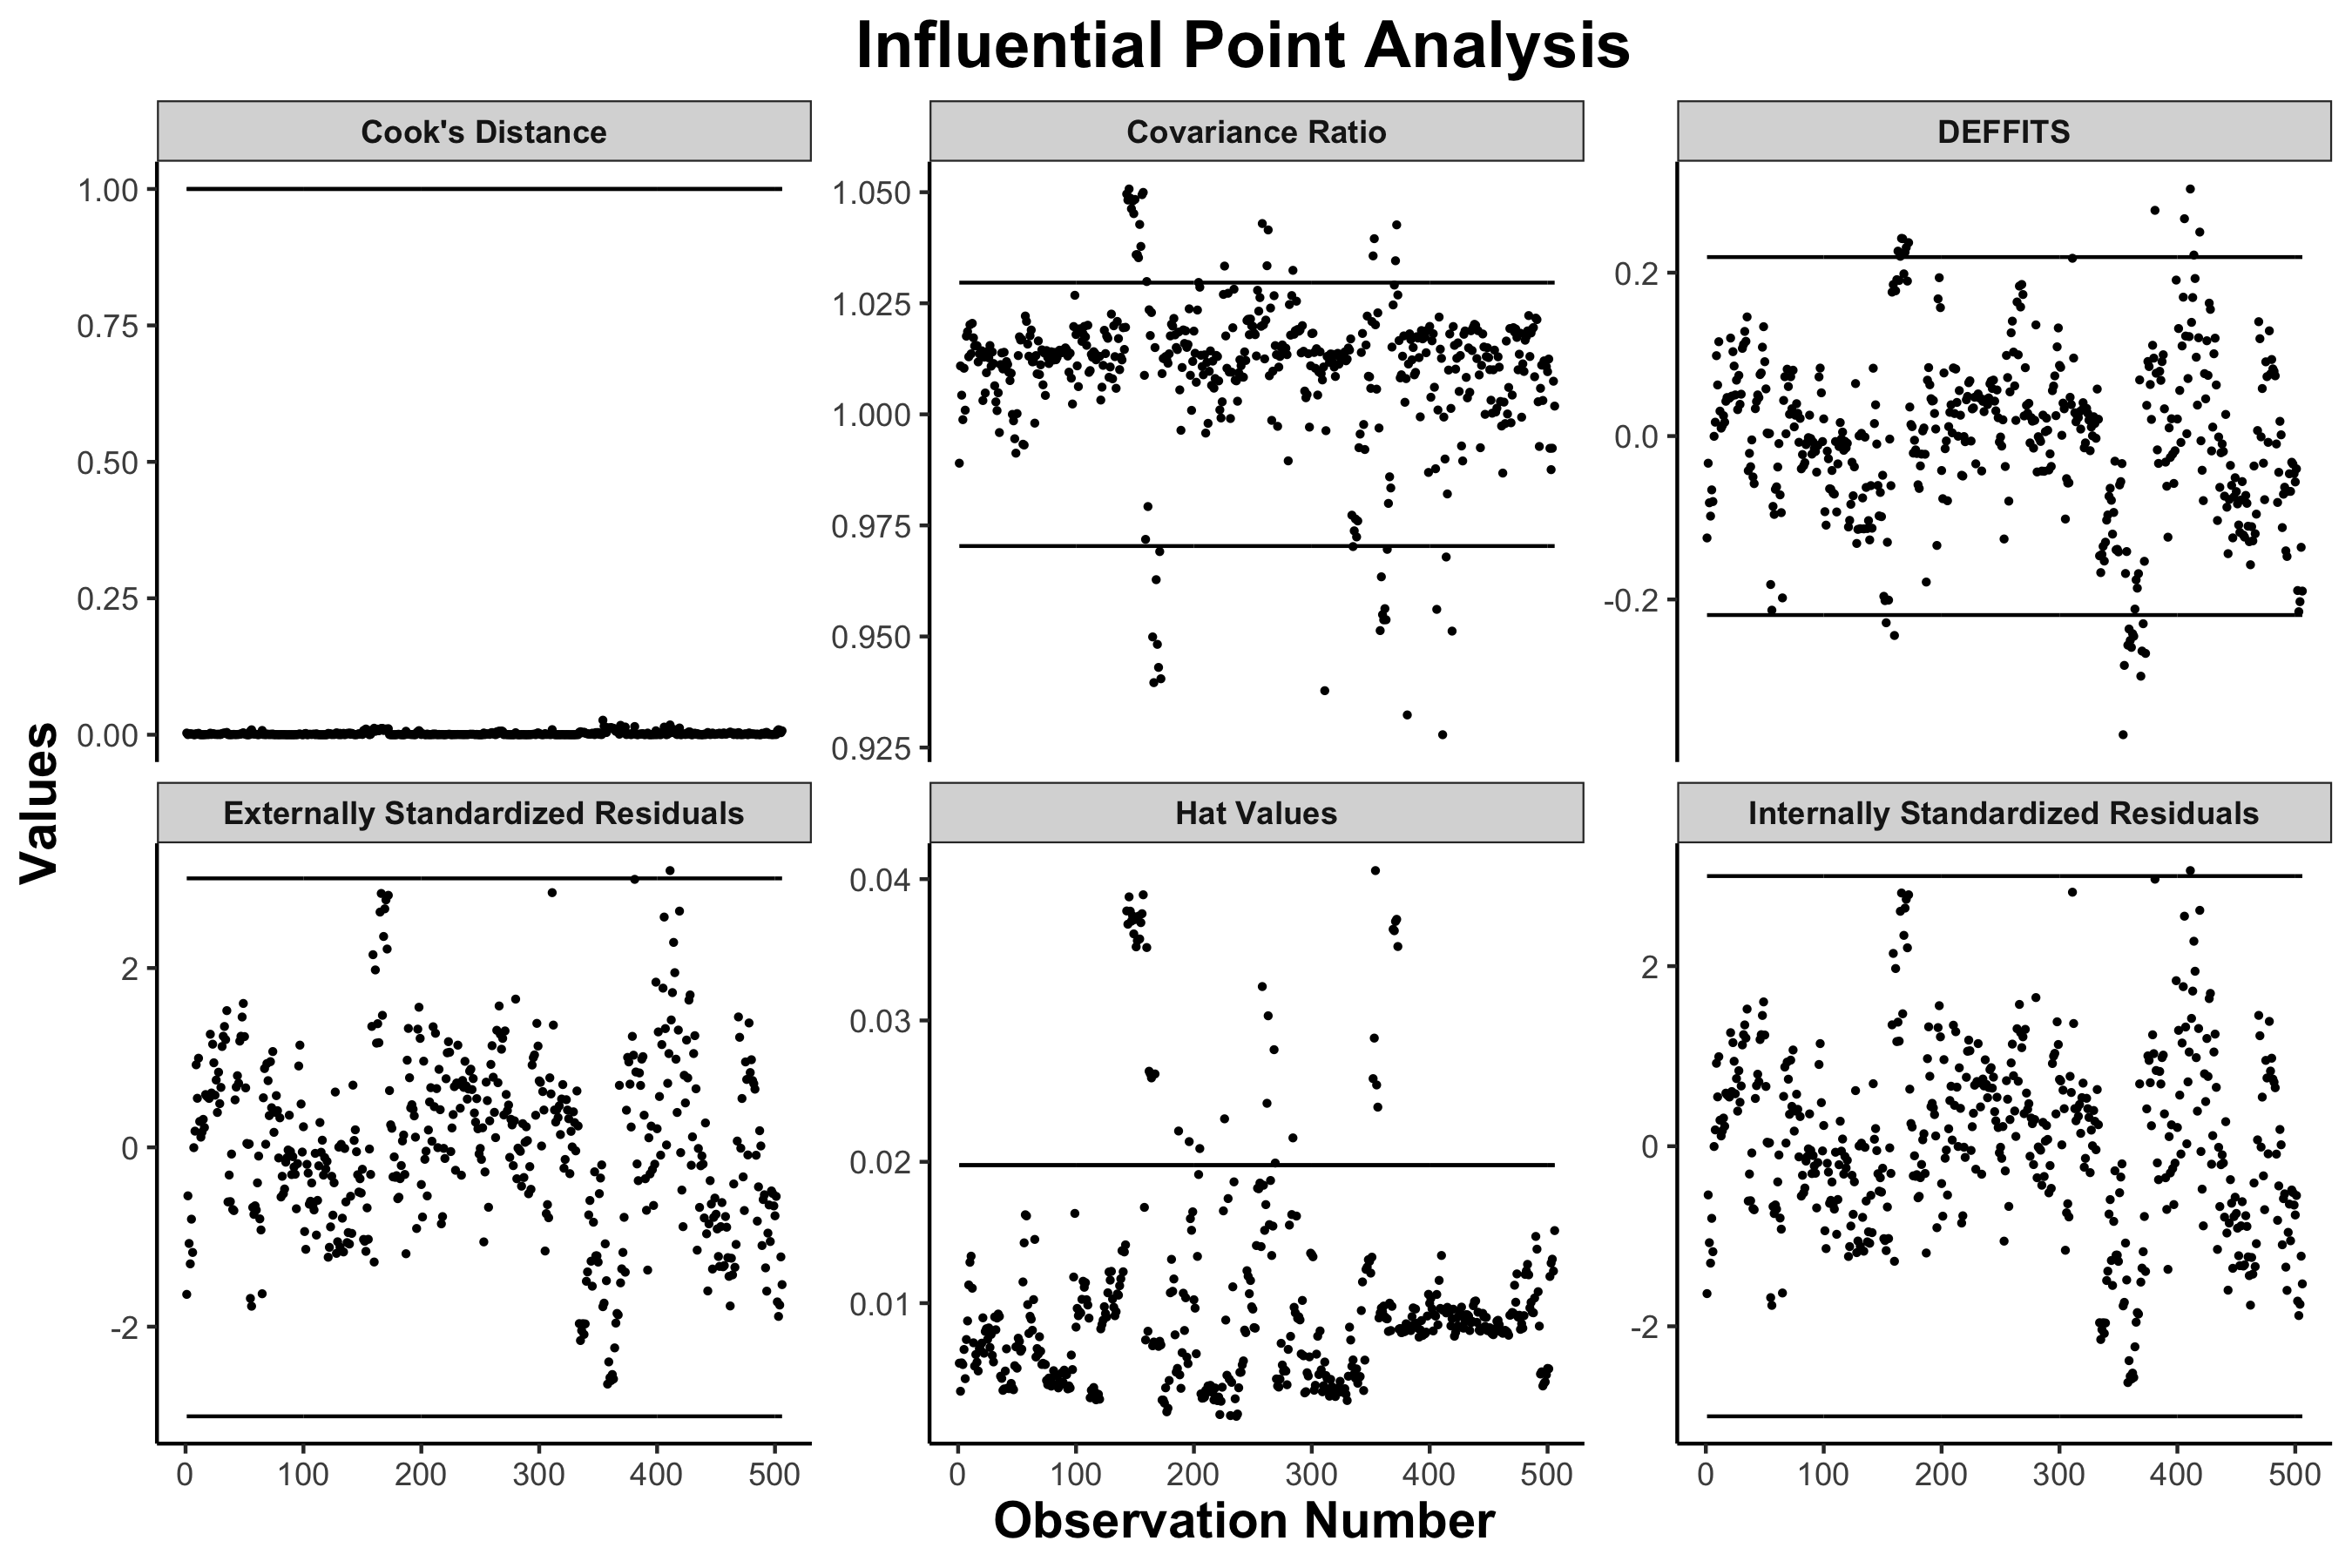 Influential Point Analysis
Cook's Distance
Covariance Ratio
DEFFITS
1.00
0.75
0.50
0.25
0.00
1.050
1.025
1.000
0.975
0.950
0.925
0.2
0.0
-0.2
Values
Externally Standardized Residuals
Hat Values
Internally Standardized Residuals
2
0
-2
0.04
0.03
0.02
0.01
2
0
-2
0 100 200 300 400 500
0 100 200 300 400 500
0 100 200 300 400 500
Observation Number